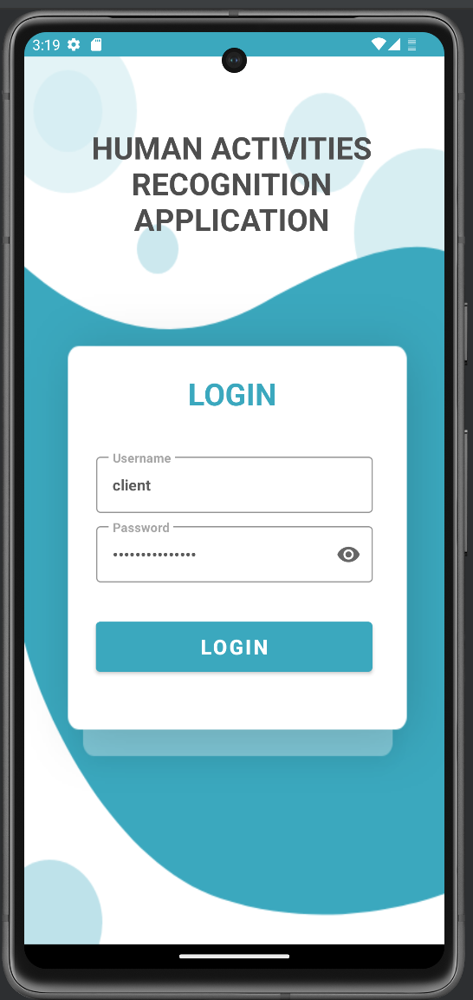 3:19
HUMAN ACTIVITIES
RECOGNITION
APPLICATION
LOGIN
Username
client
Password
•••••••••••••••
LOGIN